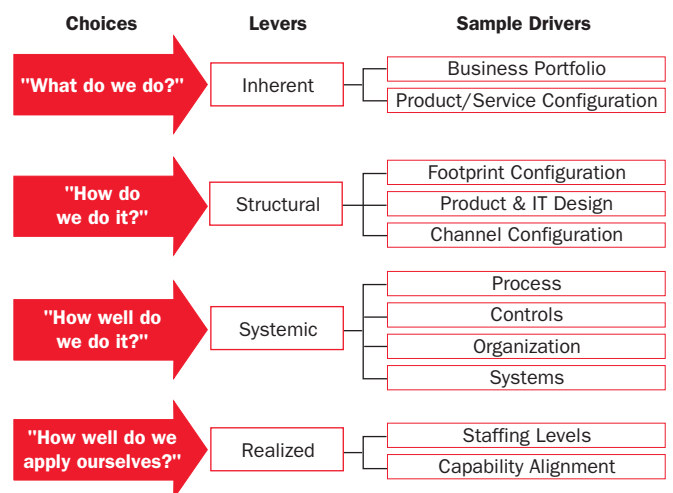 Choices Levers Sample Drivers
"What do we do?" Inherent Business Portfolio
Product/Service Configuration
"How do
we do it?" Structural Footprint Configuration
Product & IT Design
Channel Configuration
"How well do
we do it?" Systemic Process
Controls
Organization
Systems
"How well do we
apply ourselves?" Realized Staffing Levels
Capability Alignment